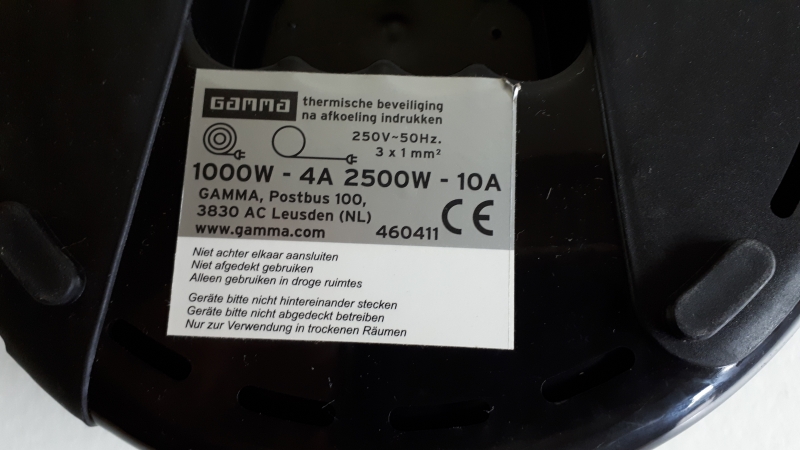 GAMMA thermische beveiliging
na afkoeling indrukken
250V~50Hz.
3 x 1 mm²
1000W - 4A 2500W - 10A
GAMMA, Postbus 100,
3830 AC Leusden (NL)
www.gamma.com 460411 CE
Niet achter elkaar aansluiten
Niet afgedekt gebruiken
Alleen gebruiken in droge ruimtes
Geräte bitte nicht hintereinander stecken
Geräte bitte nicht abgedeckt betreiben
Nur zur Verwendung in trockenen Räumen